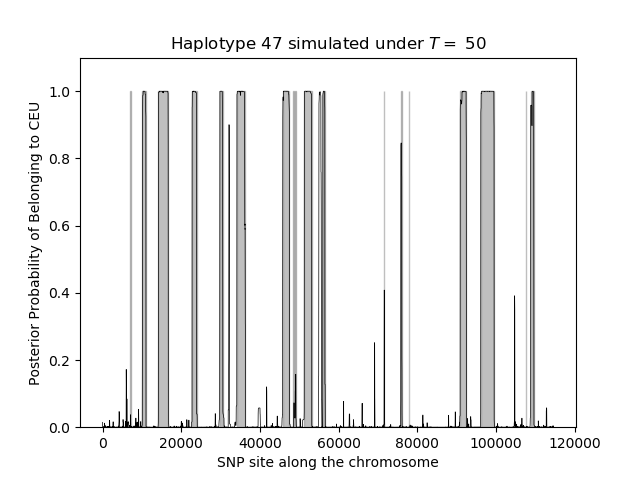 Haplotype 47 simulated under T = 50
Posterior Probability of Belonging to CEU
1.0
0.8
0.6
0.4
0.2
0.0
0 20000 40000 60000 80000 100000 120000
SNP site along the chromosome